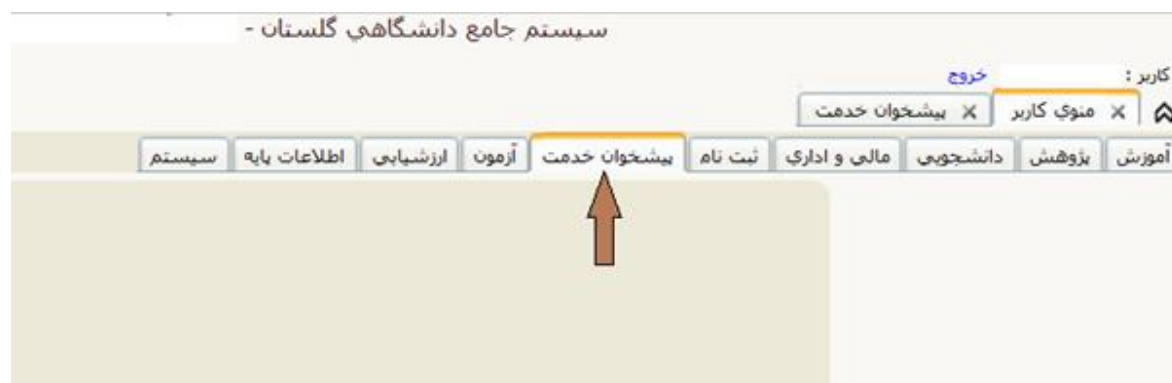 سيستم جامع دانشگاهي گلستان -
کاربر : خروج
منوي کاربر پيشخوان خدمت
آموزش پژوهش دانشجويي مالي و اداري ثبت نام پيشخوان خدمت آزمون ارزشيابي اطلاعات پايه سيستم